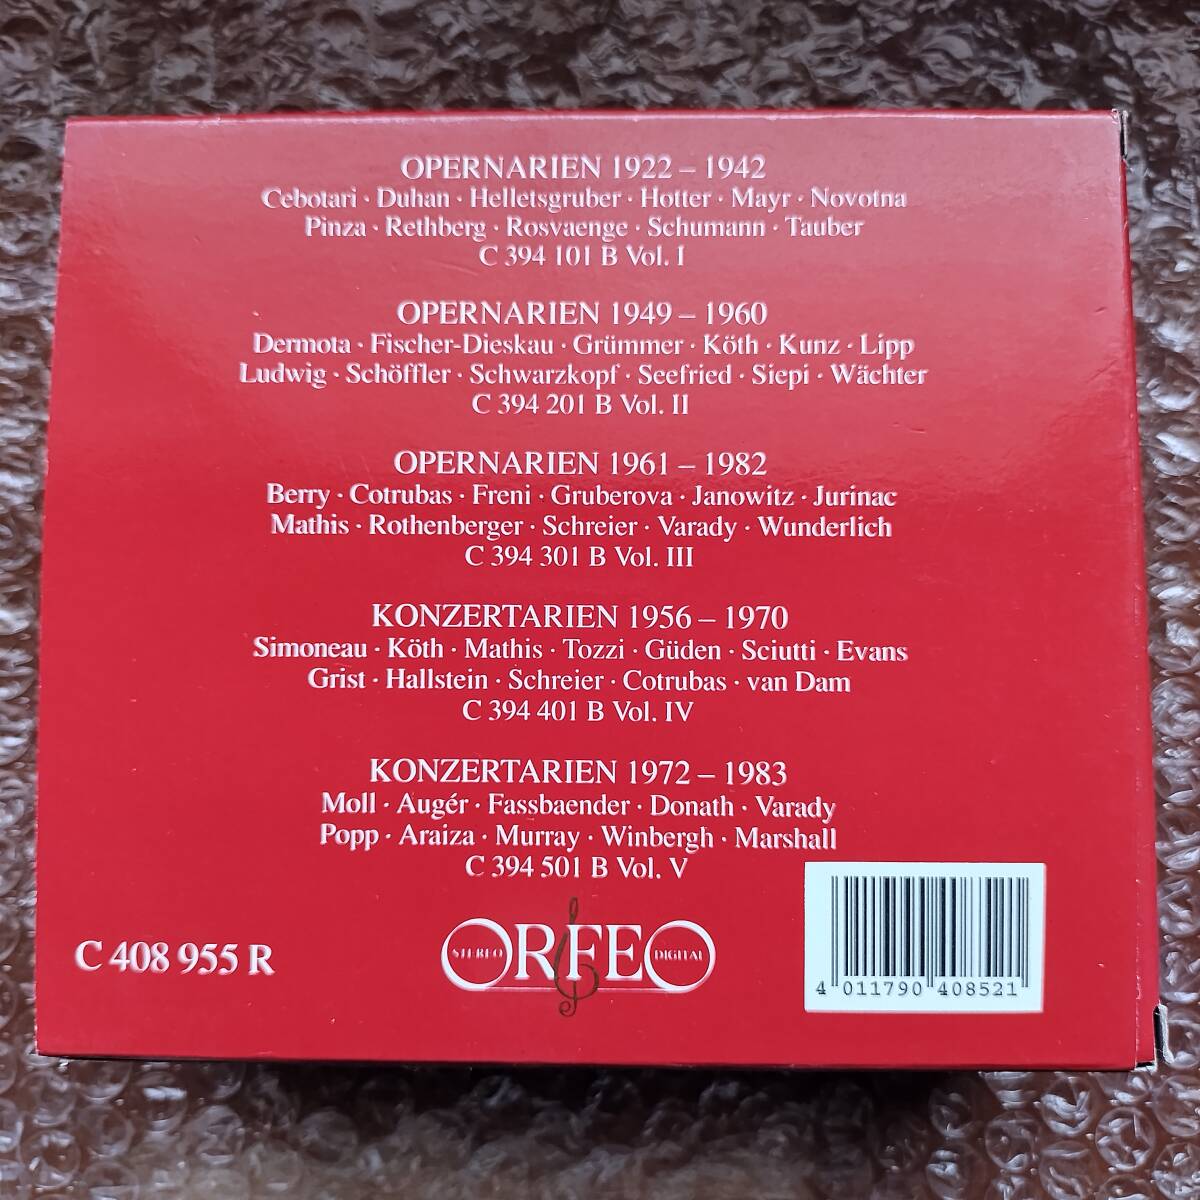 OPERNARIEN 1922 – 1942
Cebotari · Duhan · Helletsgruber · Hotter · Mayr · Novotna
Pinza · Rethberg · Rosvaenge · Schumann · Tauber
C 394 101 B Vol. I
OPERNARIEN 1949 – 1960
Dermota · Fischer-Dieskau · Grümmer · Köth · Kunz · Lipp
Ludwig · Schöffler · Schwarzkopf · Seefried · Siepi · Wächter
C 394 201 B Vol. II
OPERNARIEN 1961 – 1982
Berry · Cotrubas · Freni · Gruberova · Janowitz · Jurinac
Mathis · Rothenberger · Schreier · Varady · Wunderlich
C 394 301 B Vol. III
KONZERTARIEN 1956 – 1970
Simoneau · Köth · Mathis · Tozzi · Güden · Sciutti · Evans
Grist · Hallstein · Schreier · Cotrubas · van Dam
C 394 401 B Vol. IV
KONZERTARIEN 1972 – 1983
Moll · Augér · Fassbaender · Donath · Varady
Popp · Araiza · Murray · Winbergh · Marshall
C 394 501 B Vol. V
C 408 955 R
ORFEO
STEREO
DIGITAL
4 011790 408521